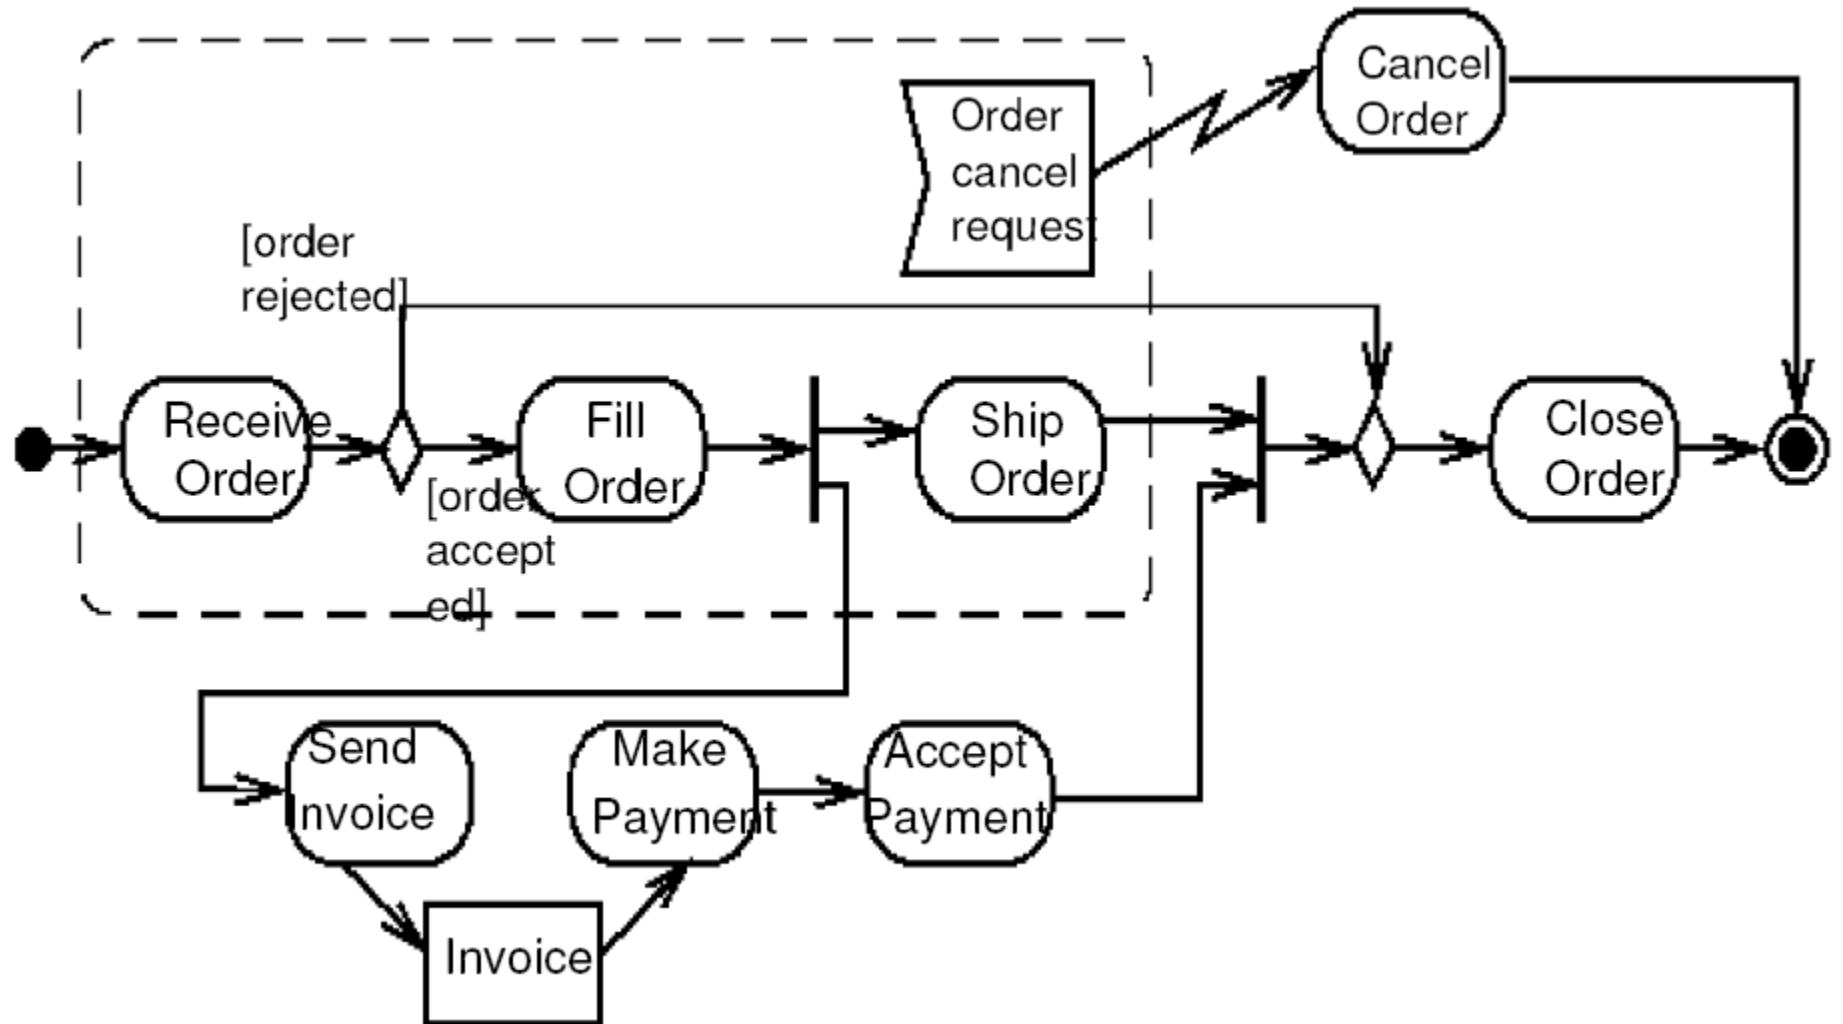 Cancel
Order
Order
cancel
request
[order
rejected]
Receive
Order
Fill
Order
Ship
Order
Close
Order
[order
accept
ed]
Send
Invoice
Make
Payment
Accept
Payment
Invoice